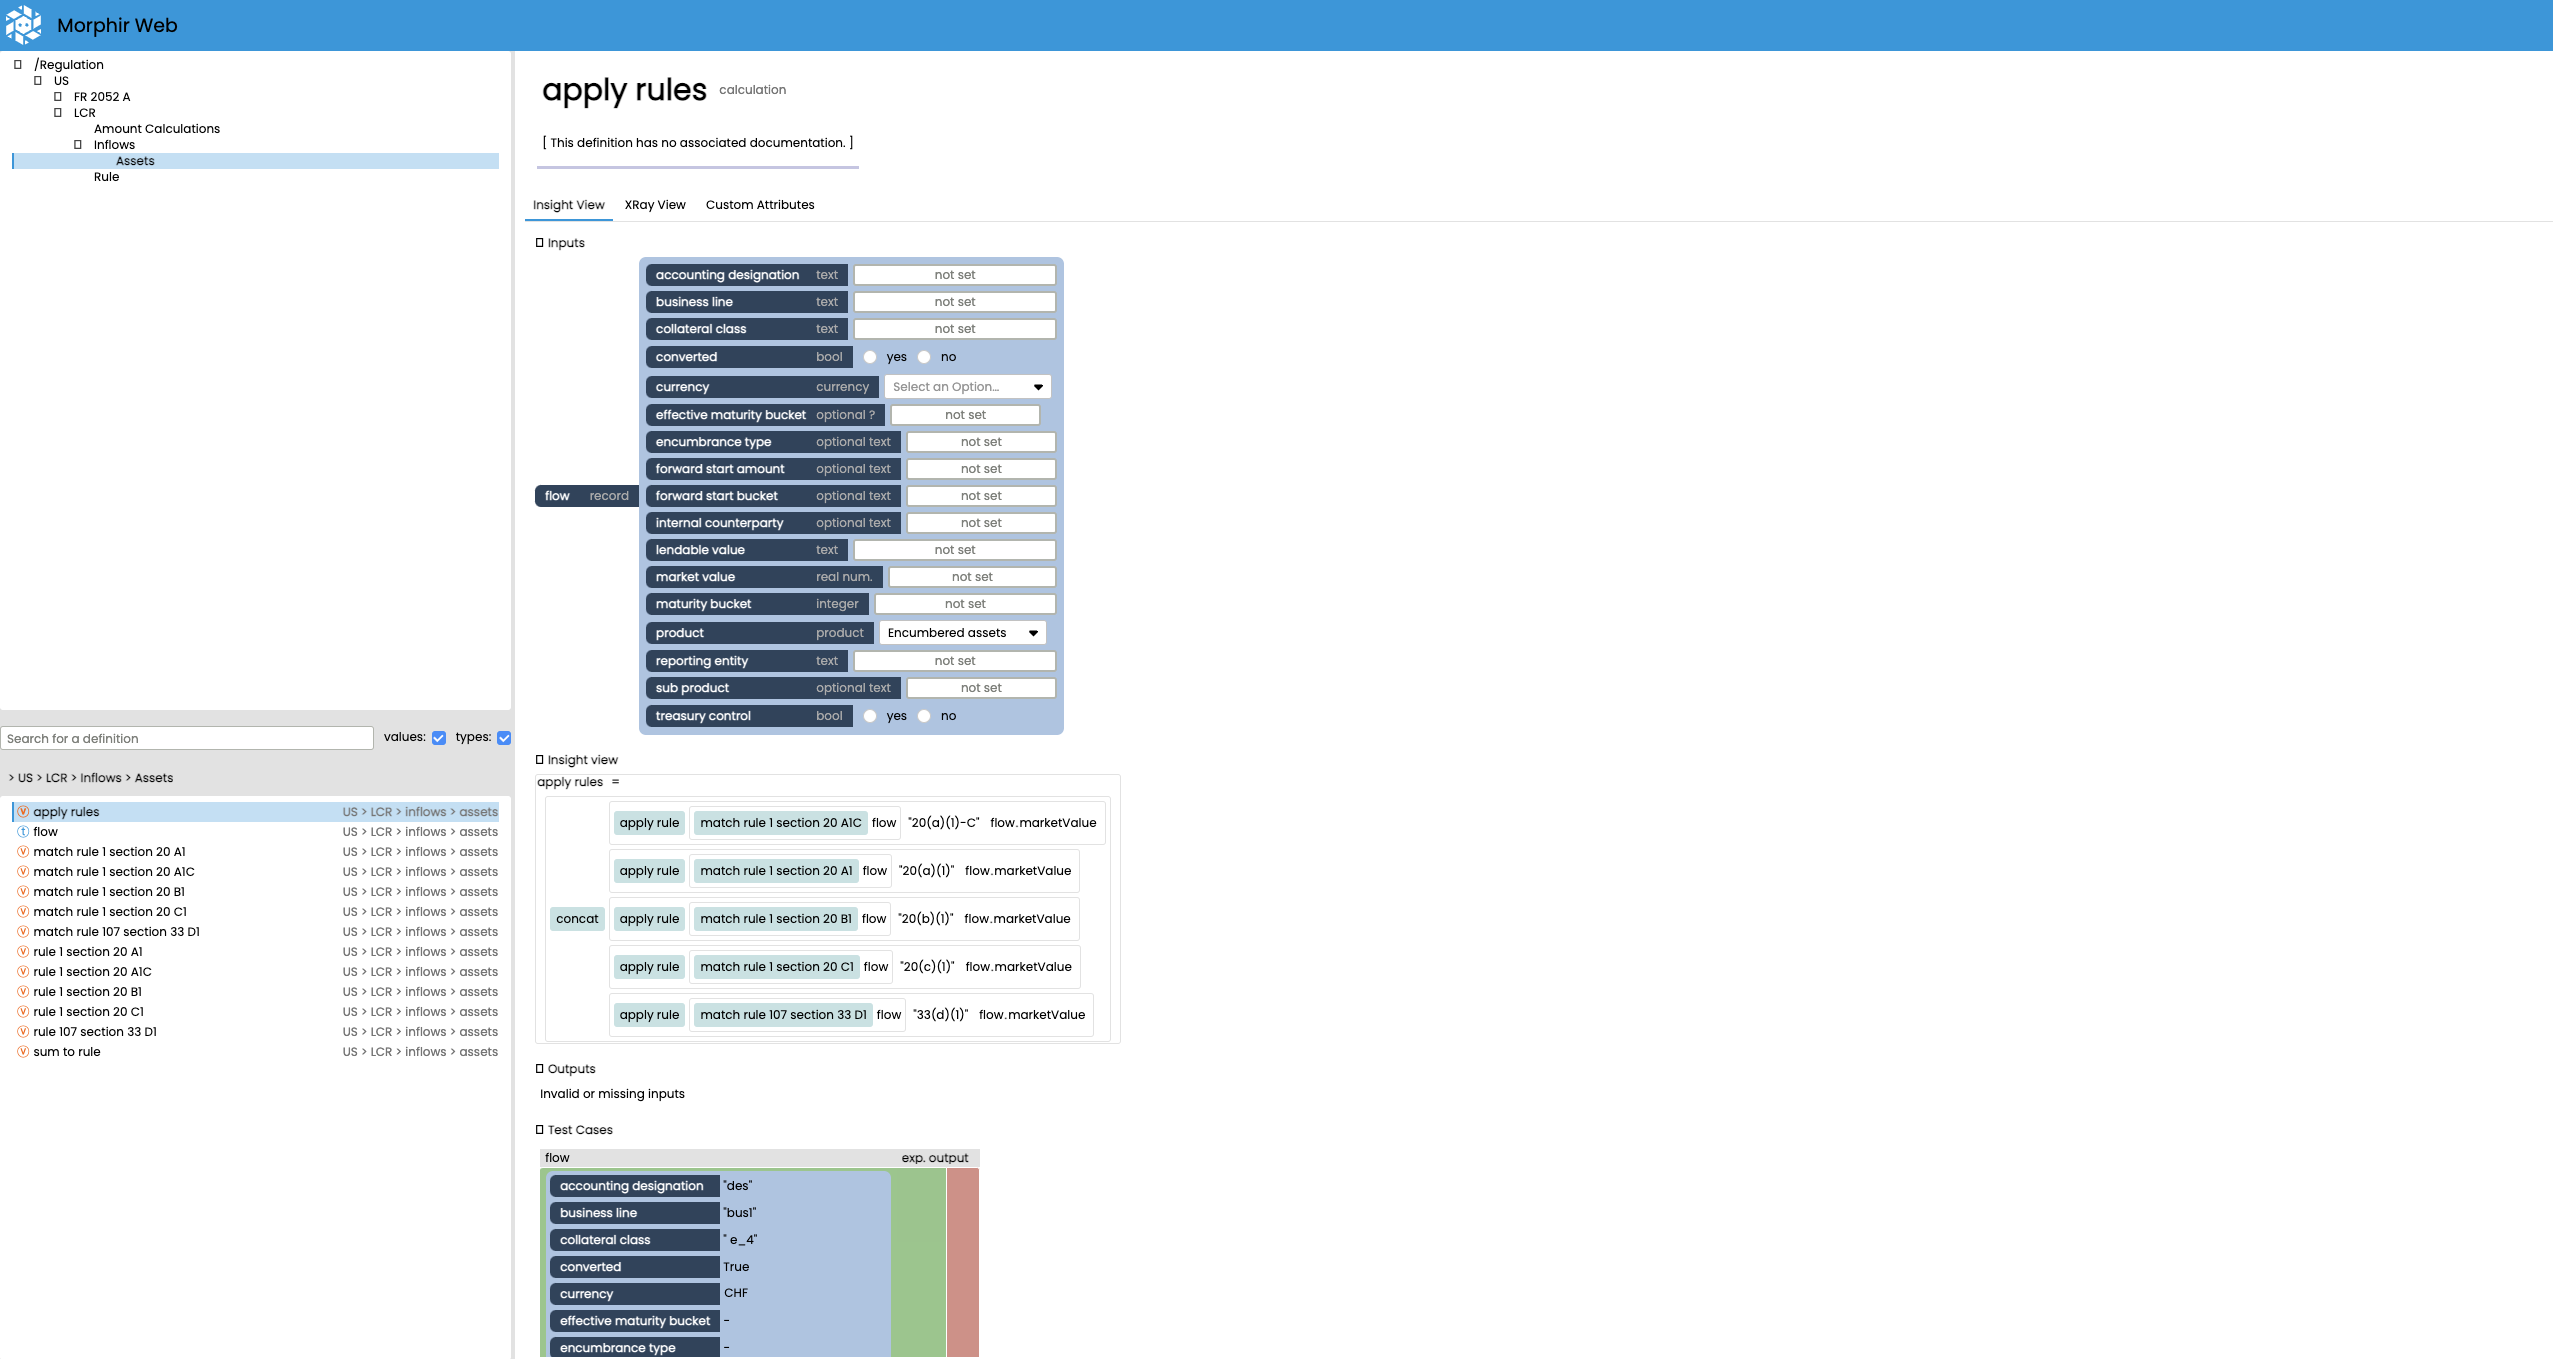 Morphir Web
/Regulation
US
FR 2052 A
LCR
Amount Calculations
Inflows
Assets
Rule
Search for a definition values: types:
> US > LCR > Inflows > Assets
apply rules US > LCR > inflows > assets
flow US > LCR > inflows > assets
match rule 1 section 20 A1 US > LCR > inflows > assets
match rule 1 section 20 A1C US > LCR > inflows > assets
match rule 1 section 20 B1 US > LCR > inflows > assets
match rule 1 section 20 C1 US > LCR > inflows > assets
match rule 107 section 33 D1 US > LCR > inflows > assets
rule 1 section 20 A1 US > LCR > inflows > assets
rule 1 section 20 A1C US > LCR > inflows > assets
rule 1 section 20 B1 US > LCR > inflows > assets
rule 1 section 20 C1 US > LCR > inflows > assets
rule 107 section 33 D1 US > LCR > inflows > assets
sum to rule US > LCR > inflows > assets
apply rules calculation
[ This definition has no associated documentation. ]
Insight View XRay View Custom Attributes
Inputs
accounting designation text not set
business line text not set
collateral class text not set
converted bool yes no
currency currency Select an Option...
effective maturity bucket optional ? not set
encumbrance type optional text not set
forward start amount optional text not set
flow record forward start bucket optional text not set
internal counterparty optional text not set
lendable value text not set
market value real num. not set
maturity bucket integer not set
product product Encumbered assets
reporting entity text not set
sub product optional text not set
treasury control bool yes no
Insight view
apply rules =
apply rule match rule 1 section 20 A1C flow "20(a)(1)-C" flow.marketValue
apply rule match rule 1 section 20 A1 flow "20(a)(1)" flow.marketValue
concat apply rule match rule 1 section 20 B1 flow "20(b)(1)" flow.marketValue
apply rule match rule 1 section 20 C1 flow "20(c)(1)" flow.marketValue
apply rule match rule 107 section 33 D1 flow "33(d)(1)" flow.marketValue
Outputs
Invalid or missing inputs
Test Cases
flow exp. output
accounting designation "des"
business line "bus1"
collateral class " e_4"
converted True
currency CHF
effective maturity bucket -
encumbrance type -